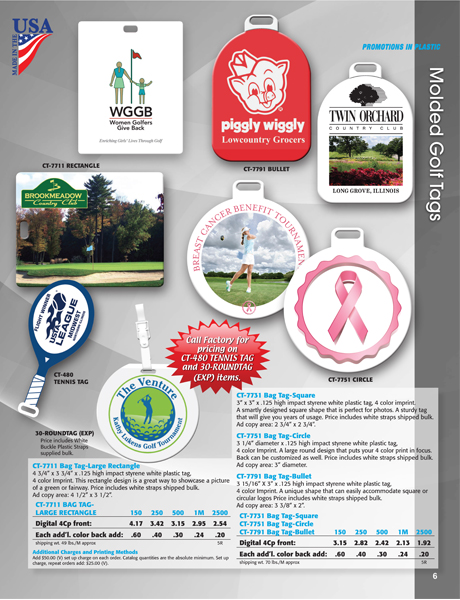 MADE IN THE
USA
PROMOTIONS IN PLASTIC
Molded Golf Tags
WGGB
Women Golfers
Give Back
Enriching Girls' Lives Through Golf
CT-7711 RECTANGLE
piggly wiggly
Lowcountry Grocers
CT-7791 BULLET
TWIN ORCHARD
COUNTRY CLUB
LONG GROVE, ILLINOIS
BROOKMEADOW
Country Club
BREAST CANCER BENEFIT TOURNAMENT
FLIGHT WINNER
USTA
LEAGUE
MIDWEST
CT-480
TENNIS TAG
Call Factory for
pricing on
CT-480 TENNIS TAG
and 30-ROUNDTAG
(EXP) items.
CT-7751 CIRCLE
The Venture
Kathy Likens Golf Tournament
30-ROUNDTAG (EXP)
Price includes White
Buckle Plastic Straps
supplied bulk.
CT-7711 Bag Tag-Large Rectangle
4 3/4" x 3 3/4" x .125 high impact styrene white plastic tag,
4 color Imprint. This rectangle design is a great way to showcase a picture
of a green or fairway. Price includes white straps shipped bulk.
Ad copy area: 4 1/2" x 3 1/2".
CT-7711 BAG TAG-
LARGE RECTANGLE 150 250 500 1M 2500
Digital 4Cp front: 4.17 3.42 3.15 2.95 2.54
Each add'l. color back add: .60 .40 .30 .24 .20
shipping wt. 49 lbs./M approx 5R
Additional Charges and Printing Methods
Add $50.00 (V) set up charge on each order. Catalog quantities are the absolute minimum. Set up
charge, repeat orders add: $25.00 (V).
CT-7731 Bag Tag-Square
3" x 3" x .125 high impact styrene white plastic tag, 4 color imprint.
A smartly designed square shape that is perfect for photos. A sturdy tag
that will give you years of usage. Price includes white straps shipped bulk.
Ad copy area: 2 3/4" x 2 3/4".
CT-7751 Bag Tag-Circle
3 1/4" diameter x .125 high impact styrene white plastic tag,
4 color imprint. A large round design that puts your 4 color print in focus.
Back can be customized as well. Price includes white straps shipped bulk.
Ad copy area: 3" diameter.
CT-7791 Bag Tag-Bullet
3 15/16" X 3" x .125 high impact styrene white plastic tag,
4 color Imprint. A unique shape that can easily accommodate square or
circular logos Price includes white straps shipped bulk.
Ad copy area: 3 3/8" x 2".
CT-7731 Bag Tag-Square
CT-7751 Bag Tag-Circle
CT-7791 Bag Tag-Bullet 150 250 500 1M 2500
Digital 4Cp front: 3.15 2.82 2.42 2.13 1.92
Each add'l. color back add: .60 .40 .30 .24 .20
shipping wt. 70 lbs./M approx 5R
6